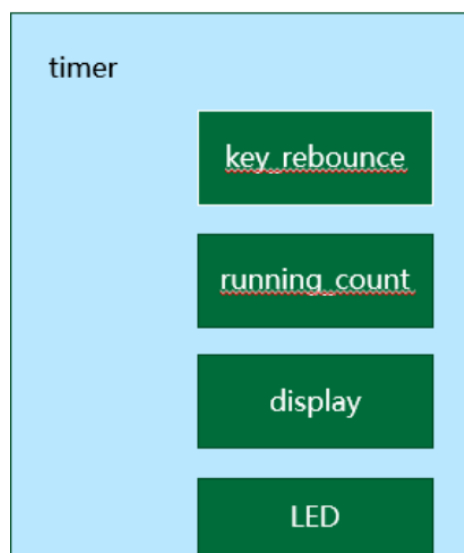 timer
key_rebounce
running_count
display
LED